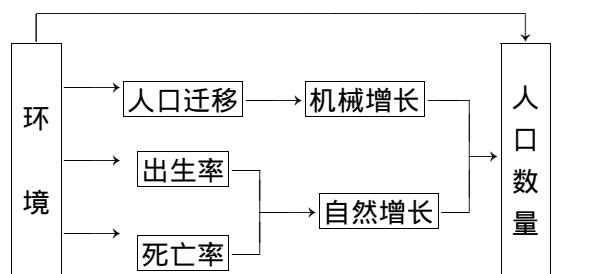 环境
人口迁移
机械增长
出生率
自然增长
死亡率
人口数量